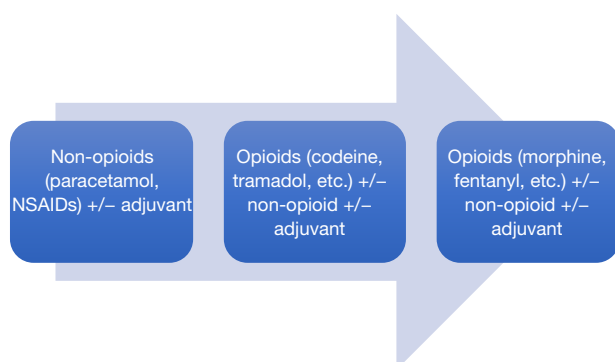 Non-opioids
(paracetamol,
NSAIDs) +/− adjuvant
Opioids (codeine,
tramadol, etc.) +/−
non-opioid +/−
adjuvant
Opioids (morphine,
fentanyl, etc.) +/−
non-opioid +/−
adjuvant